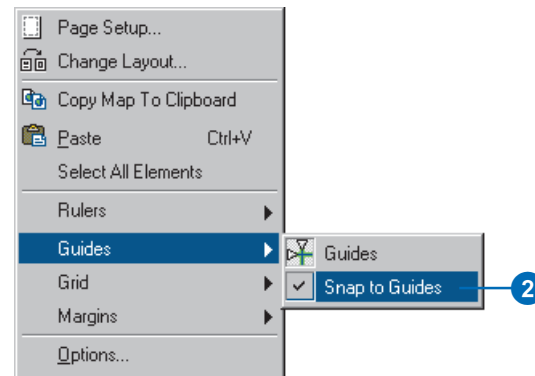 Page Setup...
Change Layout...
Copy Map To Clipboard
Paste Ctrl+V
Select All Elements
Rulers
Guides
Guides
Grid
Snap to Guides
2
Margins
Options...